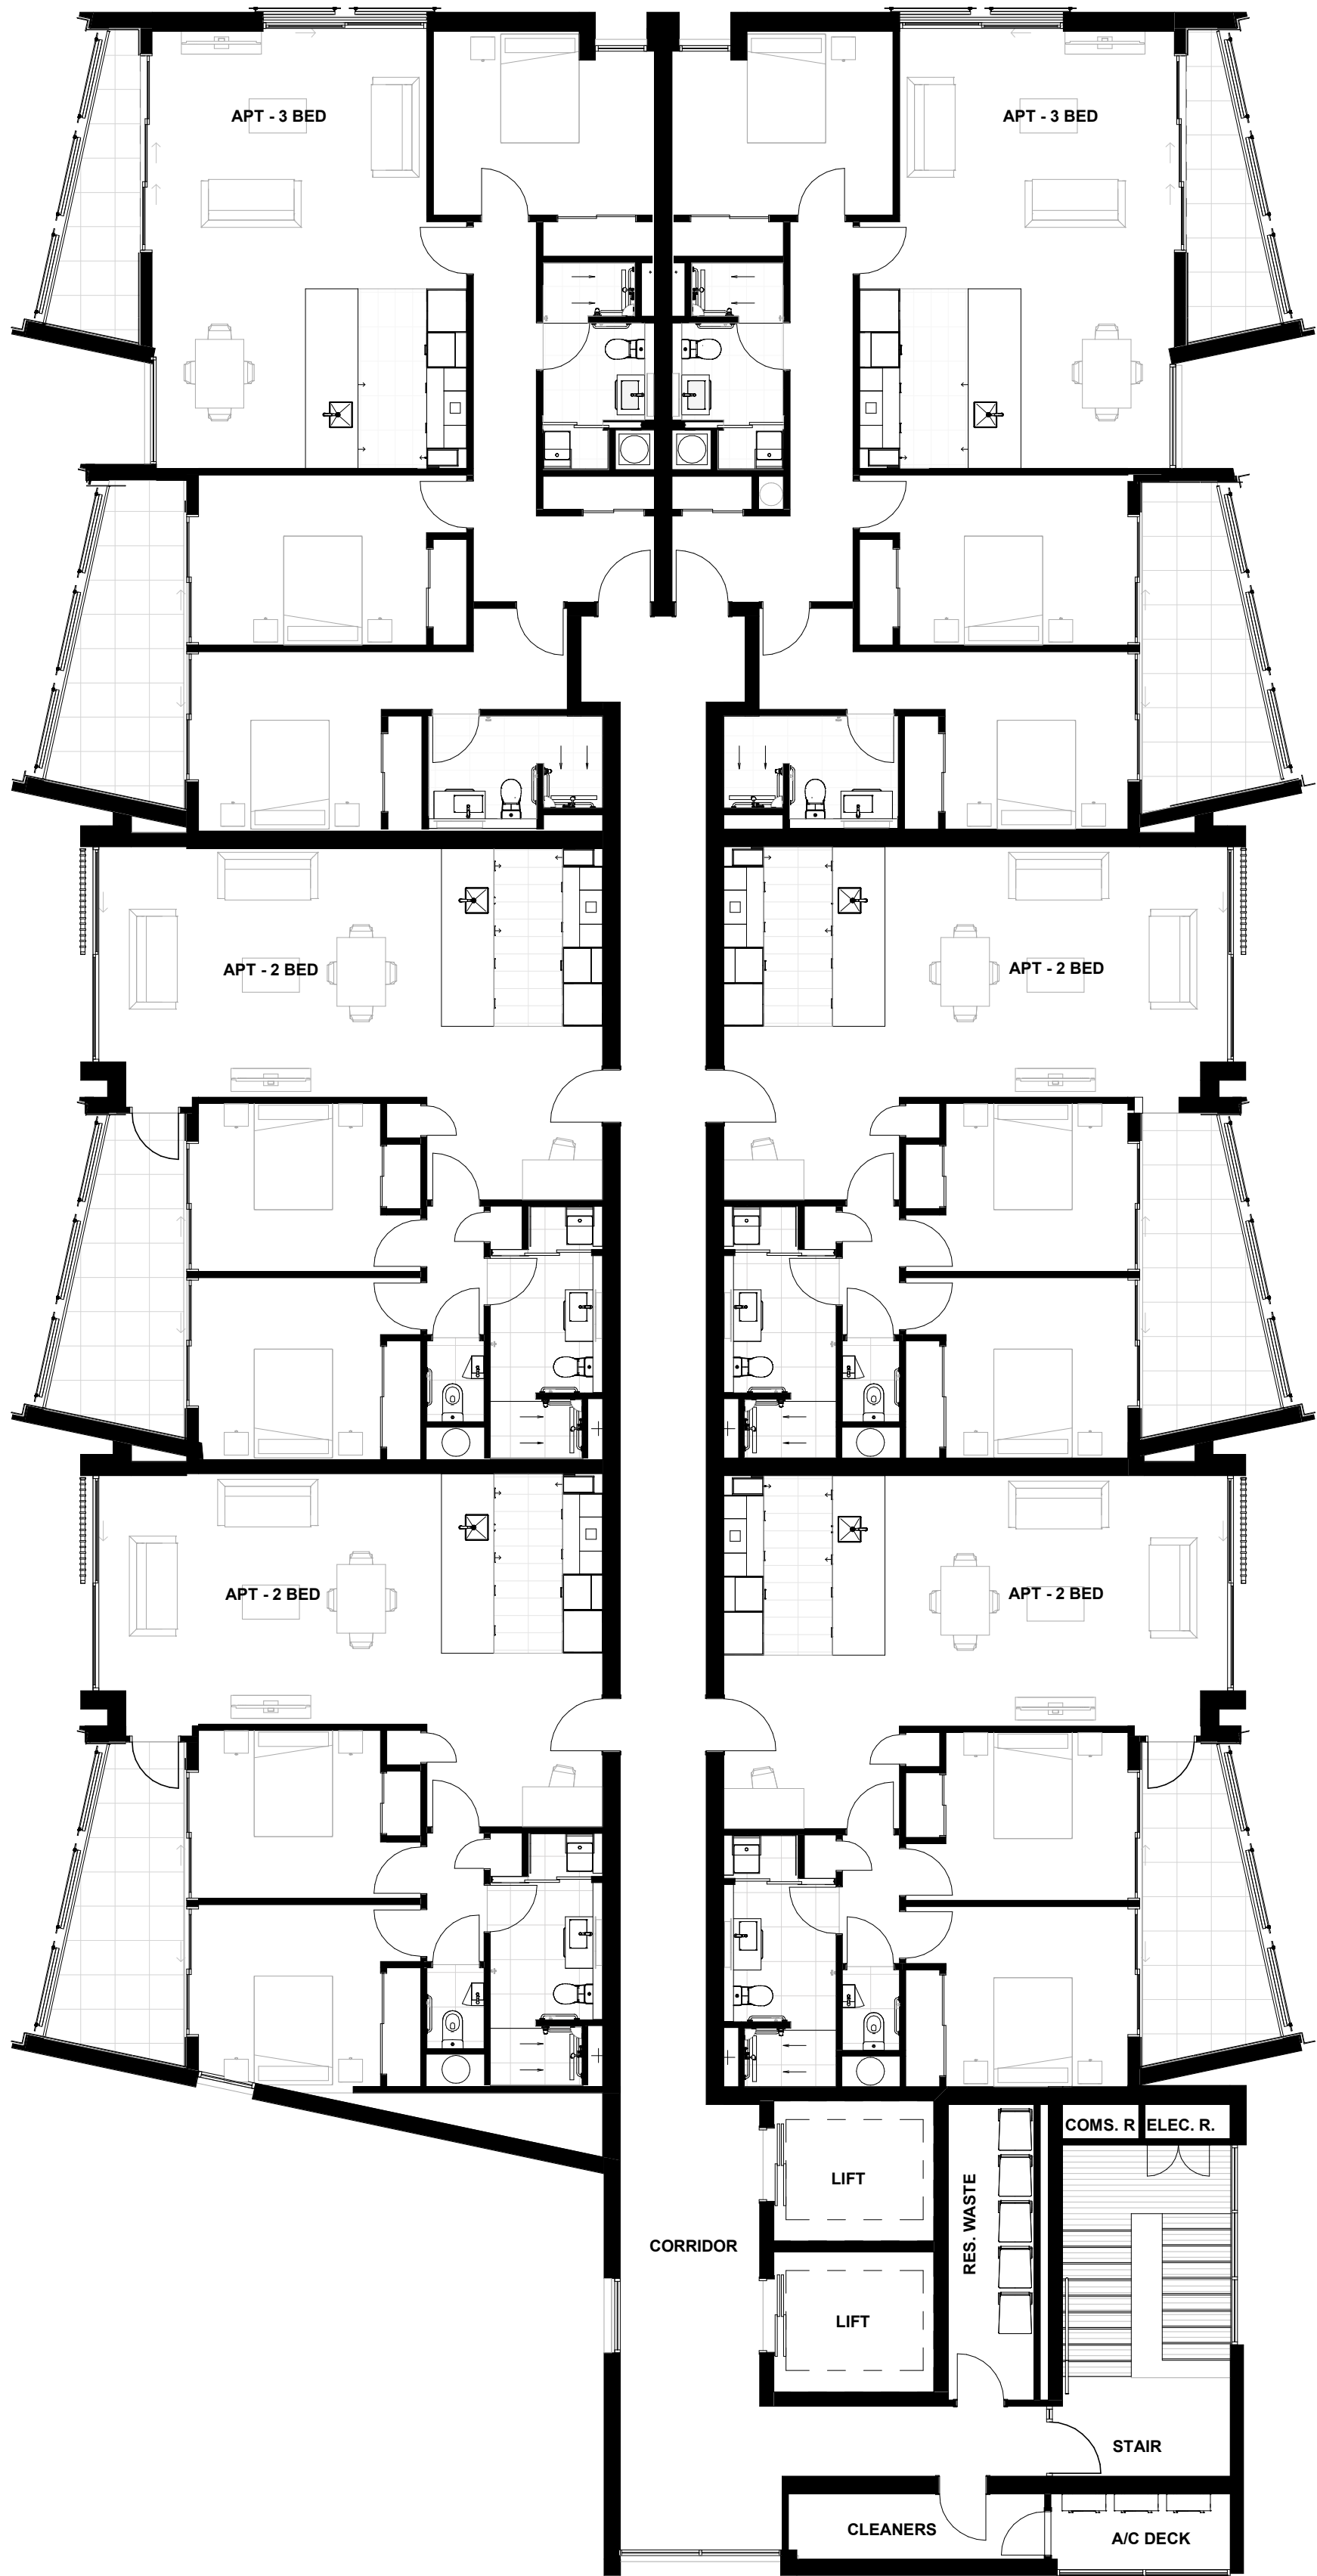 APT - 3 BED
APT - 3 BED
APT - 2 BED
APT - 2 BED
APT - 2 BED
APT - 2 BED
COMS. R
ELEC. R.
LIFT
RES. WASTE
CORRIDOR
LIFT
STAIR
CLEANERS
A/C DECK